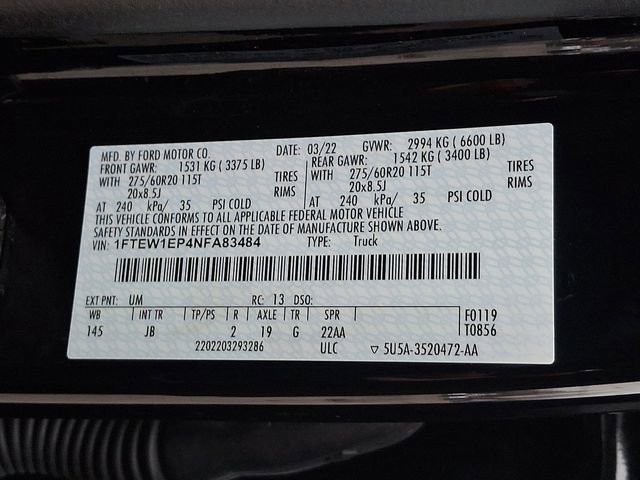 MFD. BY FORD MOTOR CO. DATE: 03/22 GVWR: 2994 KG ( 6600 LB)
FRONT GAWR: 1531 KG ( 3375 LB) REAR GAWR: 1542 KG ( 3400 LB)
WITH 275/60R20 115T TIRES WITH 275/60R20 115T TIRES
20x8.5J RIMS 20x8.5J RIMS
AT 240 kPa/ 35 PSI COLD AT 240 kPa/ 35 PSI COLD
THIS VEHICLE CONFORMS TO ALL APPLICABLE FEDERAL MOTOR VEHICLE
SAFETY STANDARDS IN EFFECT ON THE DATE OF MANUFACTURE SHOWN ABOVE.
VIN: 1FTEW1EP4NFA83484 TYPE: Truck
EXT PNT: UM RC: 13 DSO: F0119
WB INT TR TP/PS R AXLE TR SPR T0856
145 JB 2 19 G 22AA
2202203293286 ULC ▽ 5U5A-3520472-AA